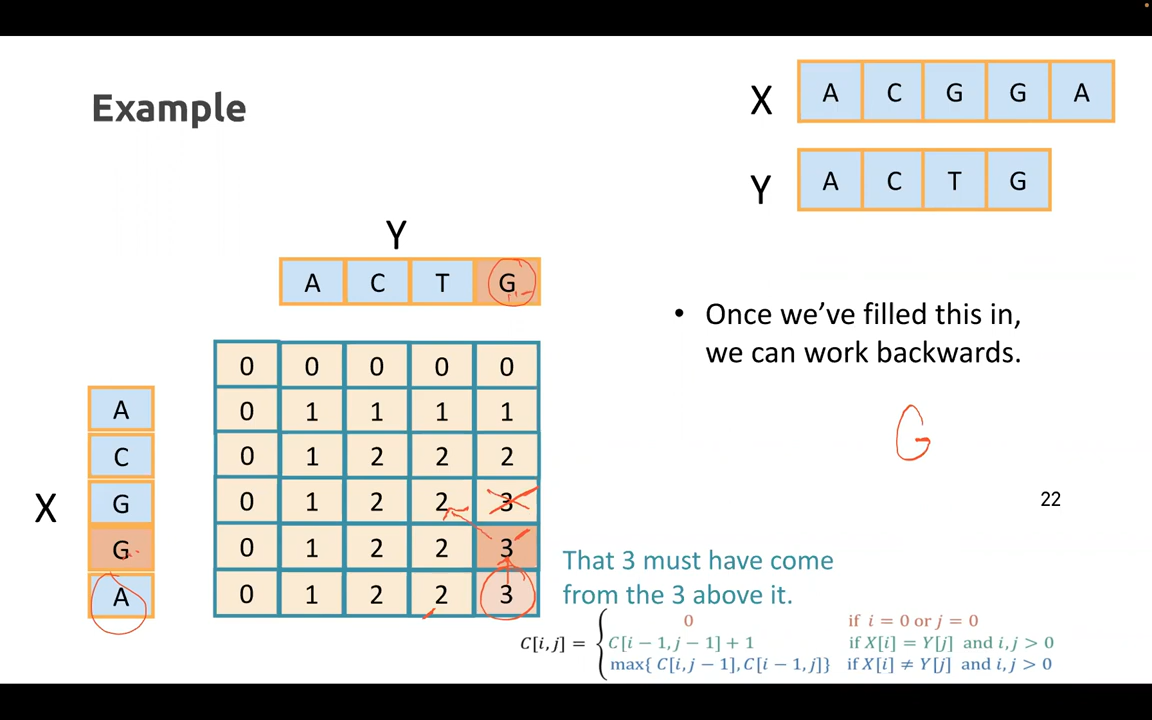 Example
X A C G G A
Y A C T G
Y
A C T G
• Once we’ve filled this in,
we can work backwards.
G
0 0 0 0 0
A 0 1 1 1 1
C 0 1 2 2 2
X G 0 1 2 2 3
22
G 0 1 2 2 3
A 0 1 2 2 3
That 3 must have come
from the 3 above it.
C[i,j] = { 0 if i = 0 or j = 0
C[i − 1, j − 1] + 1 if X[i] = Y[j] and i, j > 0
max{ C[i, j − 1], C[i − 1, j]} if X[i] ≠ Y[j] and i, j > 0